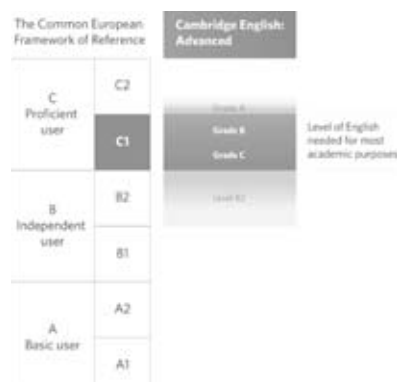 The Common European
Framework of Reference
Cambridge English:
Advanced
C
Proficient
user
C2
C1
B
Independent
user
B2
B1
A
Basic user
A2
A1
Grade A
Grade B
Grade C
Level B2
Level of English
needed for most
academic purposes